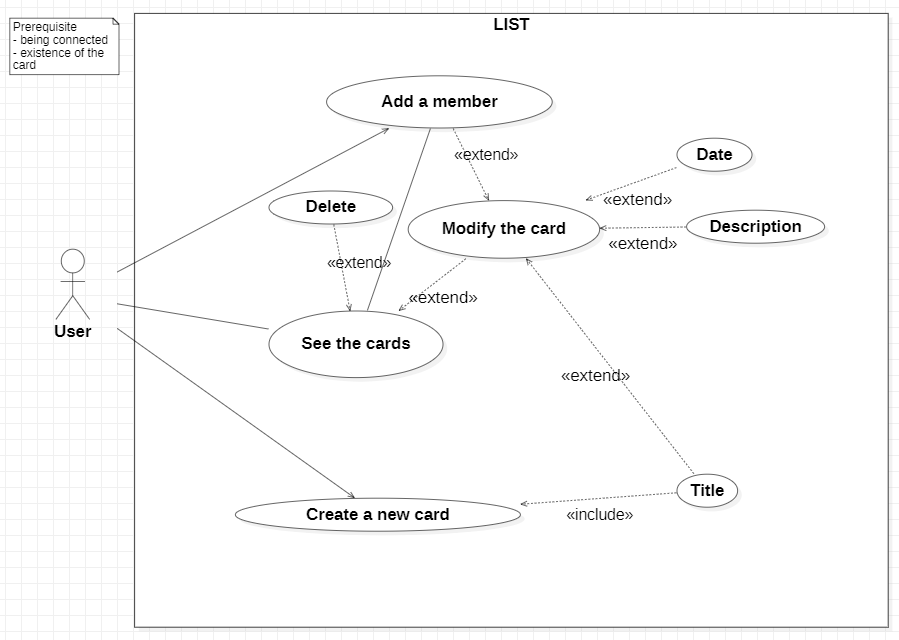 Prerequisite
- being connected
- existence of the
card
LIST
Add a member
«extend»
Date
Delete
«extend»
Modify the card
Description
«extend»
«extend»
«extend»
User
See the cards
«extend»
Title
Create a new card
«include»